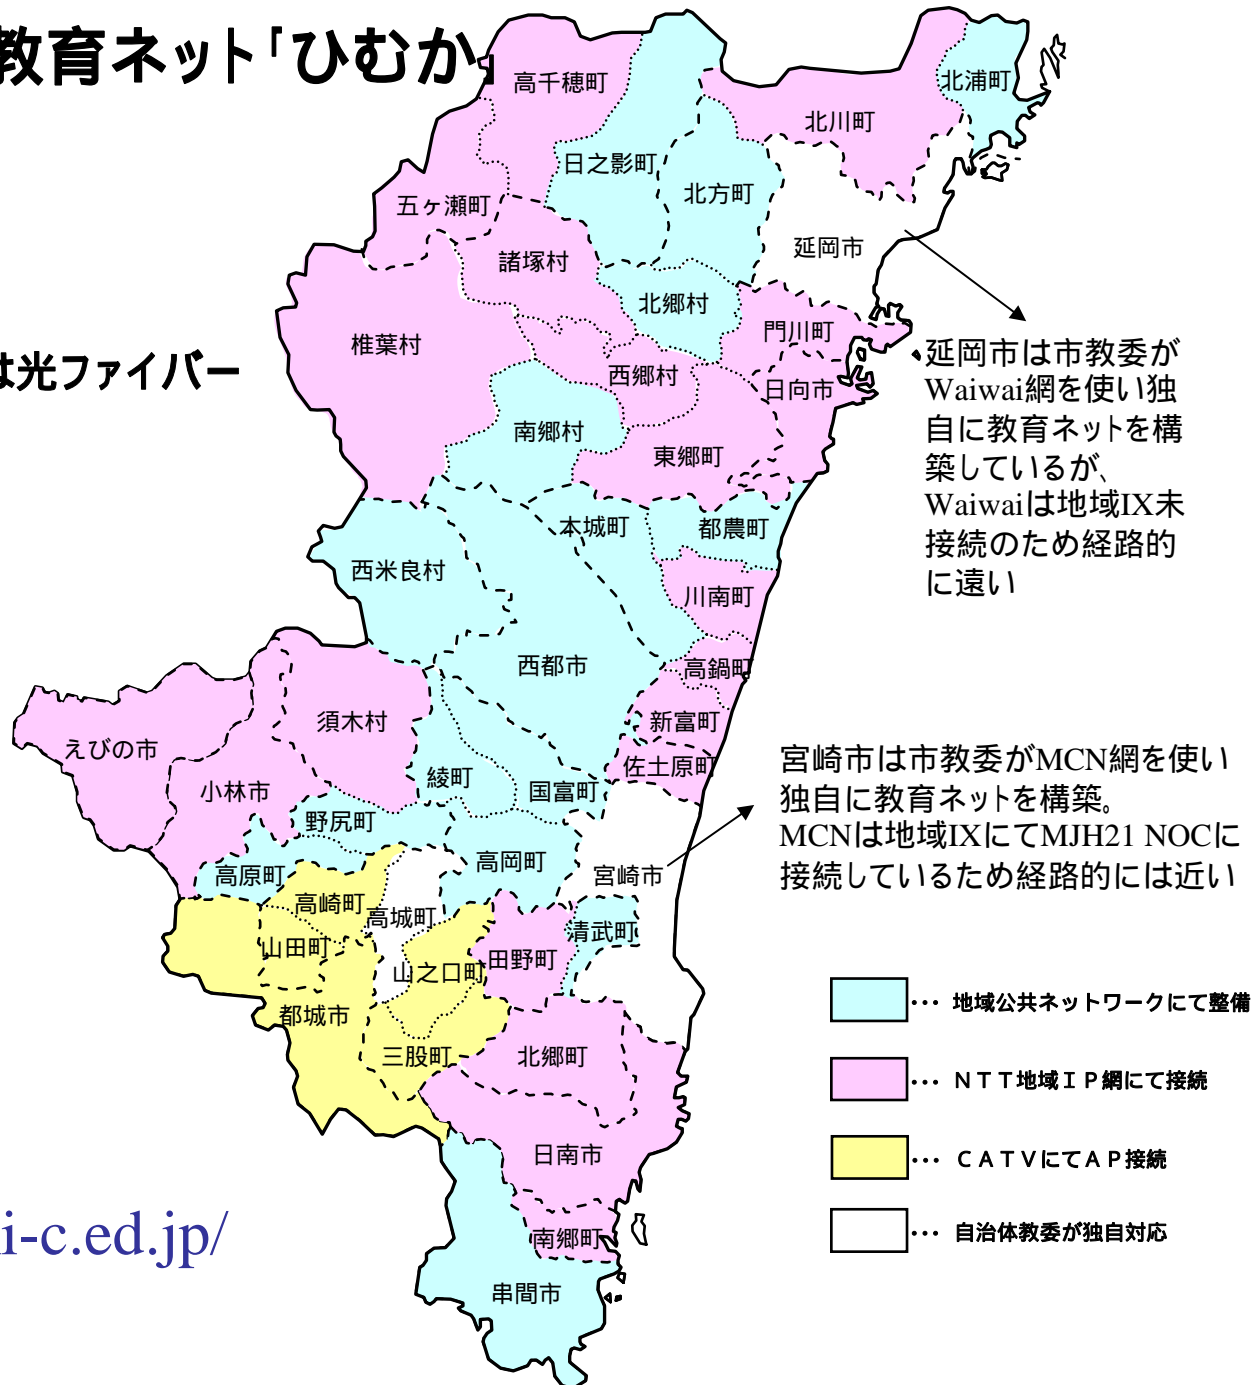 教育ネット「ひむか」
高千穂町
北浦町
北川町
日之影町
北方町
五ヶ瀬町
延岡市
諸塚村
北郷村
門川町
椎葉村
西郷村
日向市
は光ファイバー
南郷村
東郷町
延岡市は市教委が
Waiwai網を使い独
自に教育ネットを構
築しているが、
Waiwaiは地域IX未
接続のため経路的
に遠い
本城町
都農町
西米良村
川南町
西都市
高鍋町
須木村
新富町
えびの市
佐土原町
小林市
綾町
国富町
野尻町
宮崎市は市教委がMCN網を使い
独自に教育ネットを構築。
MCNは地域IXにてMJH21 NOCに
接続しているため経路的には近い
高岡町
高原町
宮崎市
高崎町
高城町
清武町
山田町
田野町
山之口町
都城市
三股町
北郷町
日南市
南郷町
串間市
… 地域公共ネットワークにて整備
… ＮＴＴ地域ＩＰ網にて接続
… ＣＡＴＶにてＡＰ接続
… 自治体教委が独自対応
i-c.ed.jp/